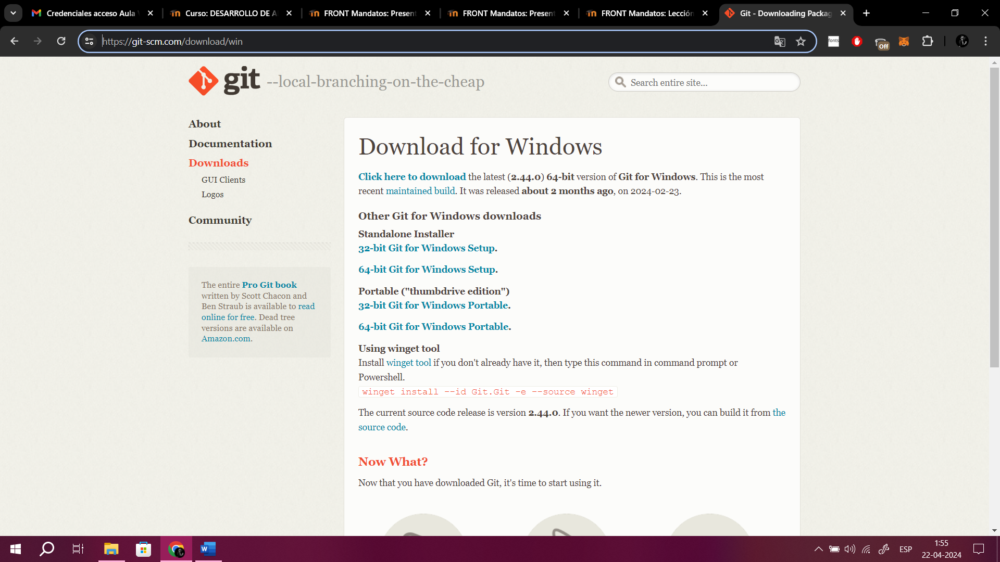 Credenciales acceso Aula
Curso: DESARROLLO DE A
FRONT Mandatos: Present
FRONT Mandatos: Present
FRONT Mandatos: Lección
Git - Downloading Packag
https://git-scm.com/download/win
fonts
Off
git --local-branching-on-the-cheap
Search entire site...
About
Documentation
Downloads
GUI Clients
Logos
Community
The entire Pro Git book
written by Scott Chacon and
Ben Straub is available to read
online for free. Dead tree
versions are available on
Amazon.com.
Download for Windows
Click here to download the latest (2.44.0) 64-bit version of Git for Windows. This is the most
recent maintained build. It was released about 2 months ago, on 2024-02-23.
Other Git for Windows downloads
Standalone Installer
32-bit Git for Windows Setup.
64-bit Git for Windows Setup.
Portable ("thumbdrive edition")
32-bit Git for Windows Portable.
64-bit Git for Windows Portable.
Using winget tool
Install winget tool if you don't already have it, then type this command in command prompt or
Powershell.
winget install --id Git.Git -e --source winget
The current source code release is version 2.44.0. If you want the newer version, you can build it from the
source code.
Now What?
Now that you have downloaded Git, it's time to start using it.
ESP
1:55
22-04-2024